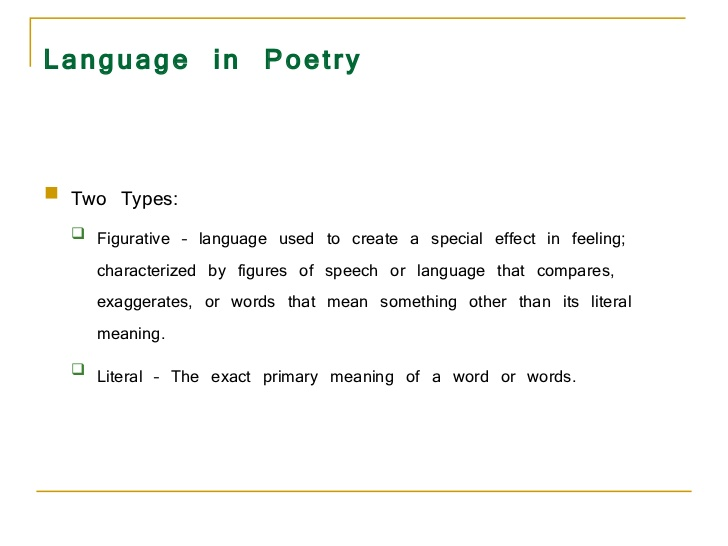 Language in Poetry
Two Types:
Figurative – language used to create a special effect in feeling;
characterized by figures of speech or language that compares,
exaggerates, or words that mean something other than its literal
meaning.
Literal – The exact primary meaning of a word or words.